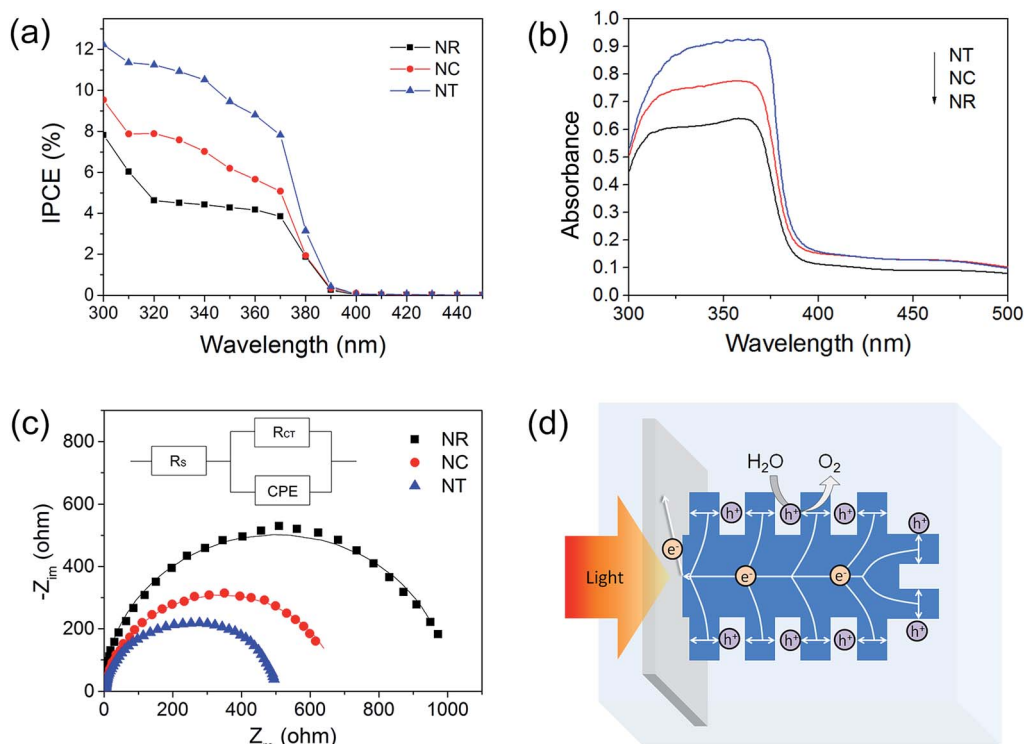 (a)
NR
NC
NT
IPCE (%)
12
10
8
6
4
2
0
300 320 340 360 380 400 420 440
Wavelength (nm)
(b)
NT
NC
NR
Absorbance
1.0
0.9
0.8
0.7
0.6
0.5
0.4
0.3
0.2
0.1
0.0
300 350 400 450 500
Wavelength (nm)
(c)
RS
RCT
CPE
NR
NC
NT
-Zim (ohm)
800
600
400
200
0
0 200 400 600 800 1000
(ohm)
(d)
H2O O2
h+ h+ h+ h+
e-
Light
e- e-
h+ h+ h+ h+